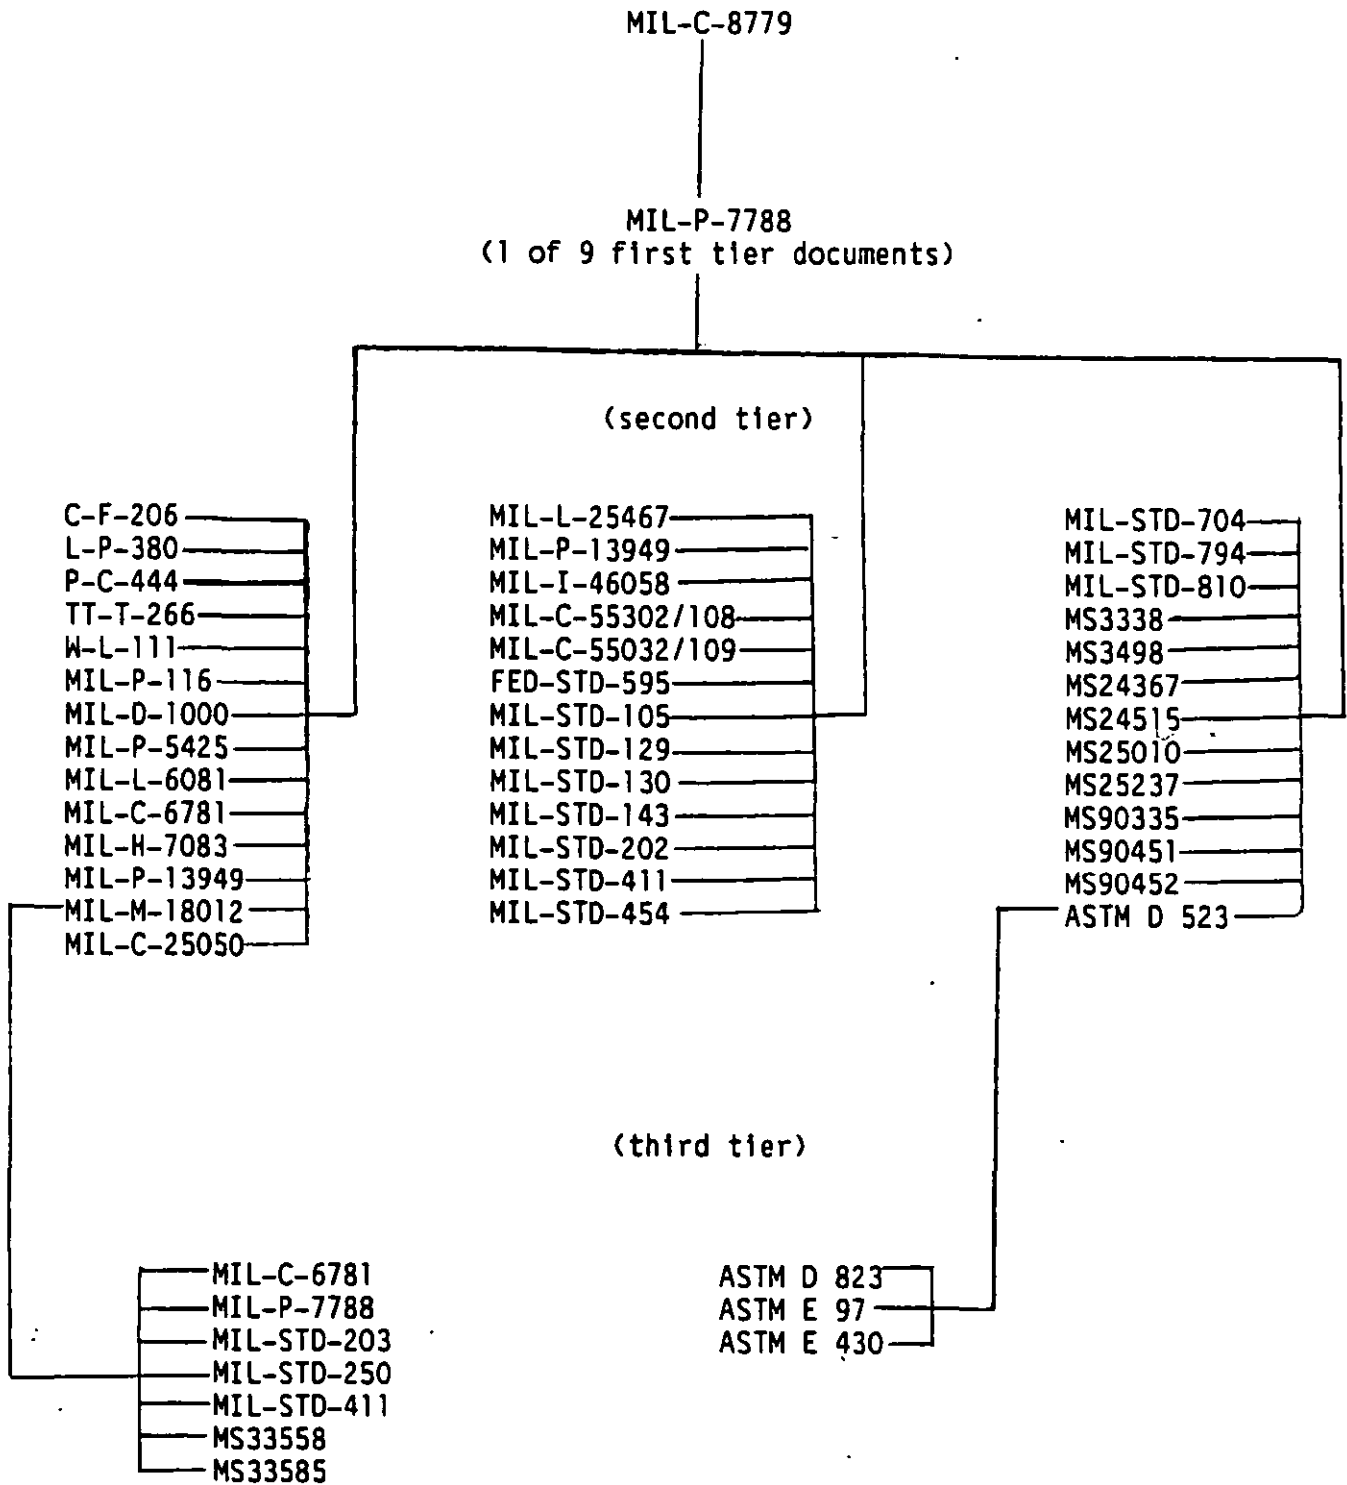 MIL-C-8779
MIL-P-7788
(1 of 9 first tier documents)
(second tier)
C-F-206
L-P-380
P-C-444
TT-T-266
W-L-111
MIL-P-116
MIL-D-1000
MIL-P-5425
MIL-L-6081
MIL-C-6781
MIL-H-7083
MIL-P-13949
MIL-M-18012
MIL-C-25050
MIL-L-25467
MIL-P-13949
MIL-I-46058
MIL-C-55302/108
MIL-C-55032/109
FED-STD-595
MIL-STD-105
MIL-STD-129
MIL-STD-130
MIL-STD-143
MIL-STD-202
MIL-STD-411
MIL-STD-454
MIL-STD-704
MIL-STD-794
MIL-STD-810
MS3338
MS3498
MS24367
MS24515
MS25010
MS25237
MS90335
MS90451
MS90452
ASTM D 523
(third tier)
MIL-C-6781
MIL-P-7788
MIL-STD-203
MIL-STD-250
MIL-STD-411
MS33558
MS33585
ASTM D 823
ASTM E 97
ASTM E 430